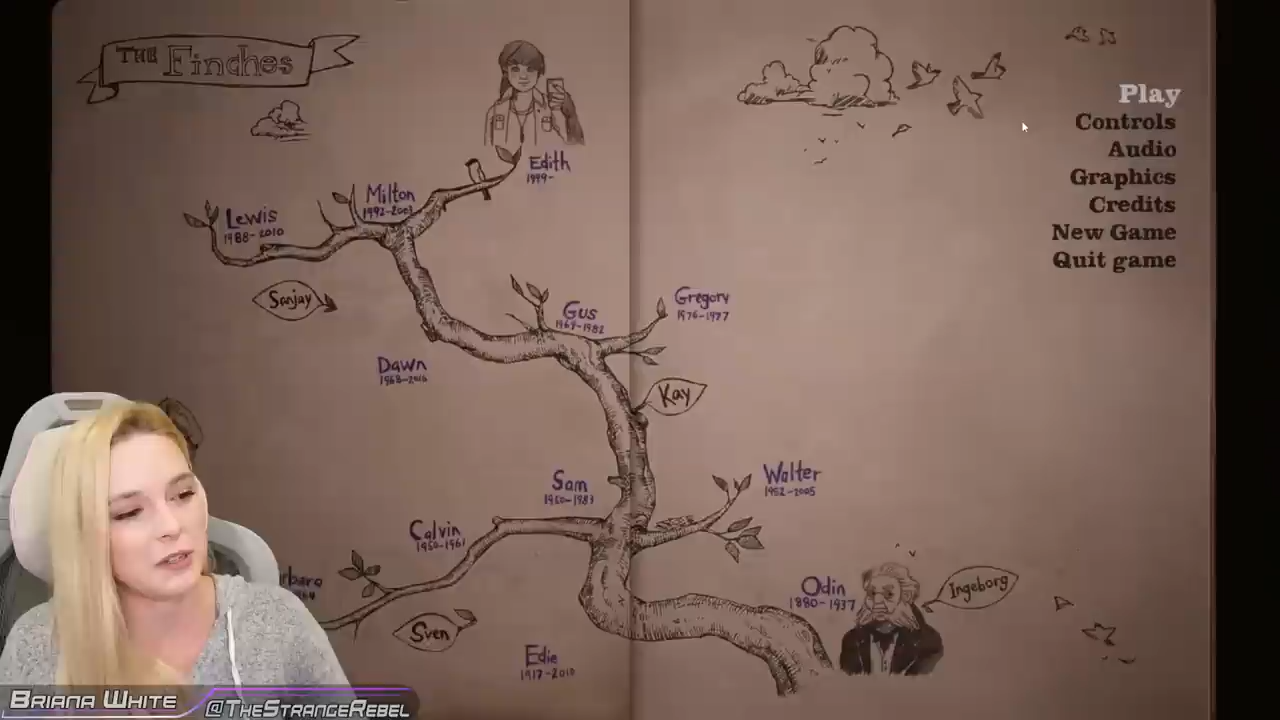 THE Finches
Play
Controls
Audio
Graphics
Credits
New Game
Quit game
Edith
1999-
Milton
1992-2003
Lewis
1988-2010
Sanjay
Gus
1969-1982
Gregory
1976-1977
Dawn
1968-2016
Kay
Sam
1950-1983
Walter
1952-2005
Calvin
1950-1961
Odin
1880-1937
Ingeborg
Sven
Edie
1917-2010
BRIANA WHITE
@THESTRANGEREBEL